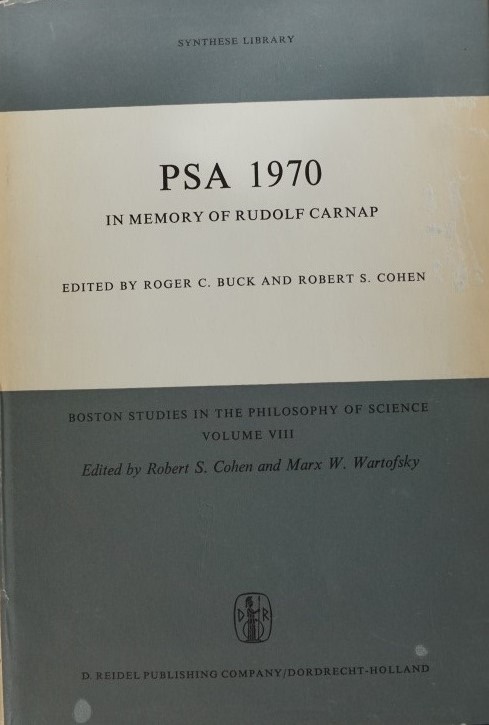 SYNTHESE LIBRARY
PSA 1970
IN MEMORY OF RUDOLF CARNAP
EDITED BY ROGER C. BUCK AND ROBERT S. COHEN
BOSTON STUDIES IN THE PHILOSOPHY OF SCIENCE
VOLUME VIII
Edited by Robert S. Cohen and Marx W. Wartofsky
D R
D. REIDEL PUBLISHING COMPANY/DORDRECHT-HOLLAND